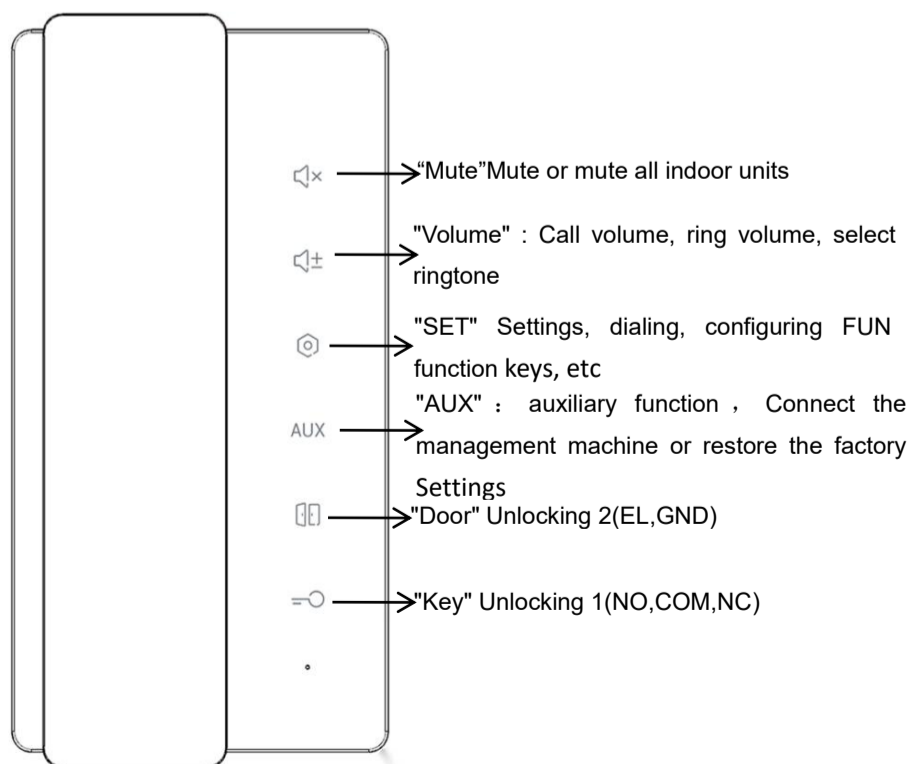 “Mute”Mute or mute all indoor units
"Volume" : Call volume, ring volume, select
ringtone
"SET" Settings, dialing, configuring FUN
function keys, etc
AUX
"AUX" ： auxiliary function ， Connect the
management machine or restore the factory
Settings
"Door" Unlocking 2(EL,GND)
"Key" Unlocking 1(NO,COM,NC)